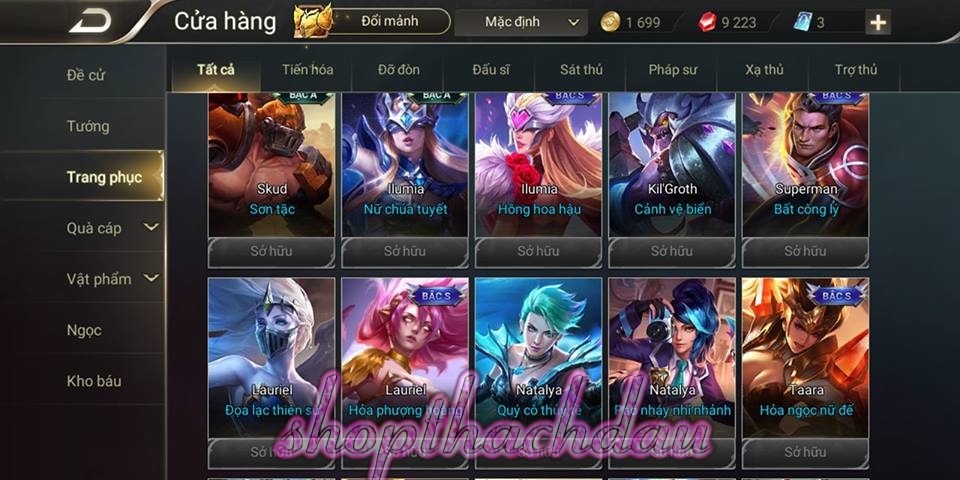 Cửa hàng
Đổi mảnh
Mặc định
1 699
9 223
3
Đề cử
Tướng
Trang phục
Quà cáp
Vật phẩm
Ngọc
Kho báu
Tất cả
Tiến hóa
Đỡ đòn
Đấu sĩ
Sát thủ
Pháp sư
Xạ thủ
Trợ thủ
BẬC A
Skud
Sơn tặc
Sở hữu
BẬC A
Ilumia
Nữ chúa tuyết
Sở hữu
BẬC S
Ilumia
Hồng hoa hậu
Sở hữu
Kil'Groth
Cảnh vệ biển
Sở hữu
BẬC S
Superman
Bất công lý
Sở hữu
Lauriel
Đọa lạc thiên sứ
Sở hữu
BẬC S
Lauriel
Hỏa phượng hoàng
Sở hữu
Natalya
Quý cô thủy tề
Sở hữu
Natalya
Phó nháy nhí nhảnh
Sở hữu
BẬC S
Taara
Hỏa ngọc nữ đế
Sở hữu
shopthachdau